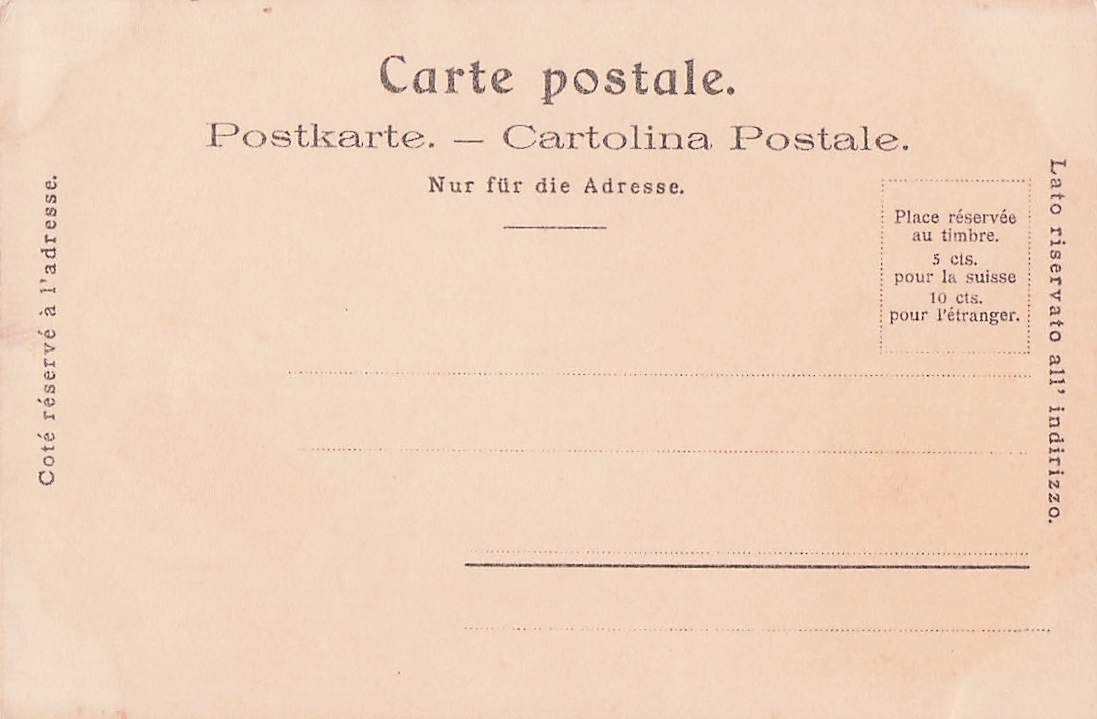 Carte postale.
Postkarte. — Cartolina Postale.
Nur für die Adresse.
Coté réservé à l'adresse.
Place réservée
au timbre.
5 cts.
pour la suisse
10 cts.
pour l'étranger.
Lato riservato all' indirizzo.